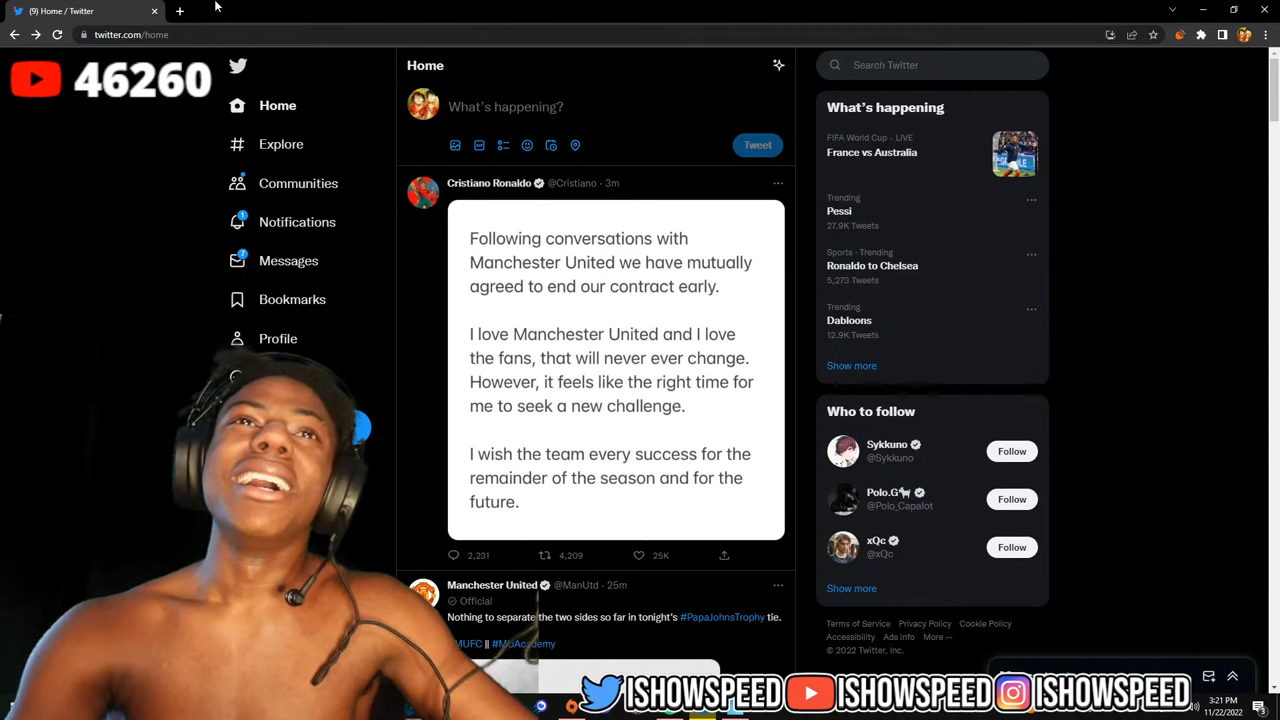 (9) Home / Twitter
twitter.com/home
46260
Home
Explore
Communities
1
Notifications
7
Messages
Bookmarks
Profile
Home
What's happening?
Tweet
Cristiano Ronaldo @Cristiano · 3m
Following conversations with
Manchester United we have mutually
agreed to end our contract early.
I love Manchester United and I love
the fans, that will never ever change.
However, it feels like the right time for
me to seek a new challenge.
I wish the team every success for the
remainder of the season and for the
future.
2,231 4,209 25K
Manchester United @ManUtd · 25m
Official
Nothing to separate the two sides so far in tonight's #PapaJohnsTrophy tie.
MUFC || #MUAcademy
Search Twitter
What's happening
FIFA World Cup · LIVE
France vs Australia
Trending
Pessi
27.9K Tweets
Sports · Trending
Ronaldo to Chelsea
5,273 Tweets
Trending
Dabloons
12.9K Tweets
Show more
Who to follow
Sykkuno
@Sykkuno
Follow
Polo.G🐐
@Polo_Capalot
Follow
xQc
@xQc
Follow
Show more
Terms of Service Privacy Policy Cookie Policy
Accessibility Ads info More ···
© 2022 Twitter, Inc.
ISHOWSPEED ISHOWSPEED ISHOWSPEED
3:21 PM
11/22/2022